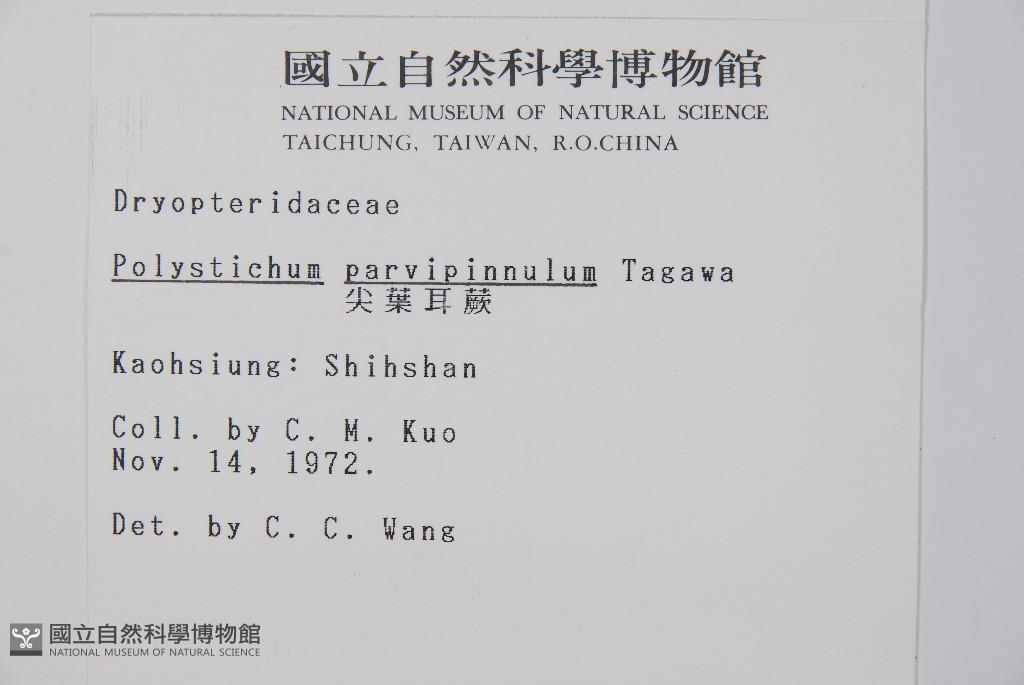 國立自然科學博物館
NATIONAL MUSEUM OF NATURAL SCIENCE
TAICHUNG, TAIWAN, R.O.CHINA
Dryopteridaceae
Polystichum parvipinnulum Tagawa
尖葉耳蕨
Kaohsiung: Shihshan
Coll. by C. M. Kuo
Nov. 14, 1972.
Det. by C. C. Wang
國立自然科學博物館
NATIONAL MUSEUM OF NATURAL SCIENCE